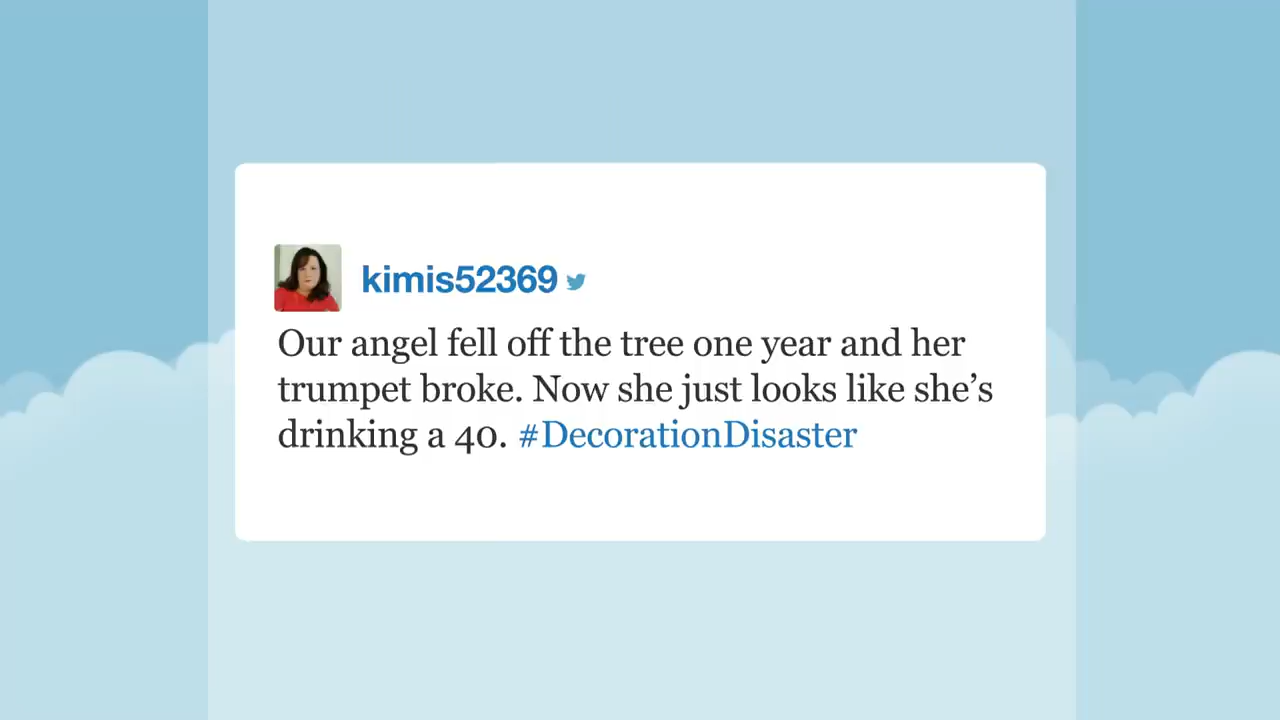 kimis52369
Our angel fell off the tree one year and her
trumpet broke. Now she just looks like she’s
drinking a 40. #DecorationDisaster